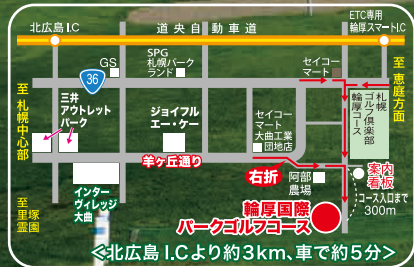 北広島I.C
道央自動車道
ETC専用
輪厚スマートI.C
GS
SPG
札幌パーク
ランド
セイコー
マート
至
恵庭方面
36
至
札幌中心部
三井
アウトレット
パーク
ジョイフル
エー・ケー
セイコー
マート
大曲工業
団地店
札幌
ゴルフ倶楽部
輪厚コース
羊ヶ丘通り
右折
阿部
農場
案内
看板
コース入口まで
300m
至
里塚
霊園
インター
ヴィレッジ
大曲
輪厚国際
パークゴルフコース
<北広島I.Cより約3km、車で約5分>